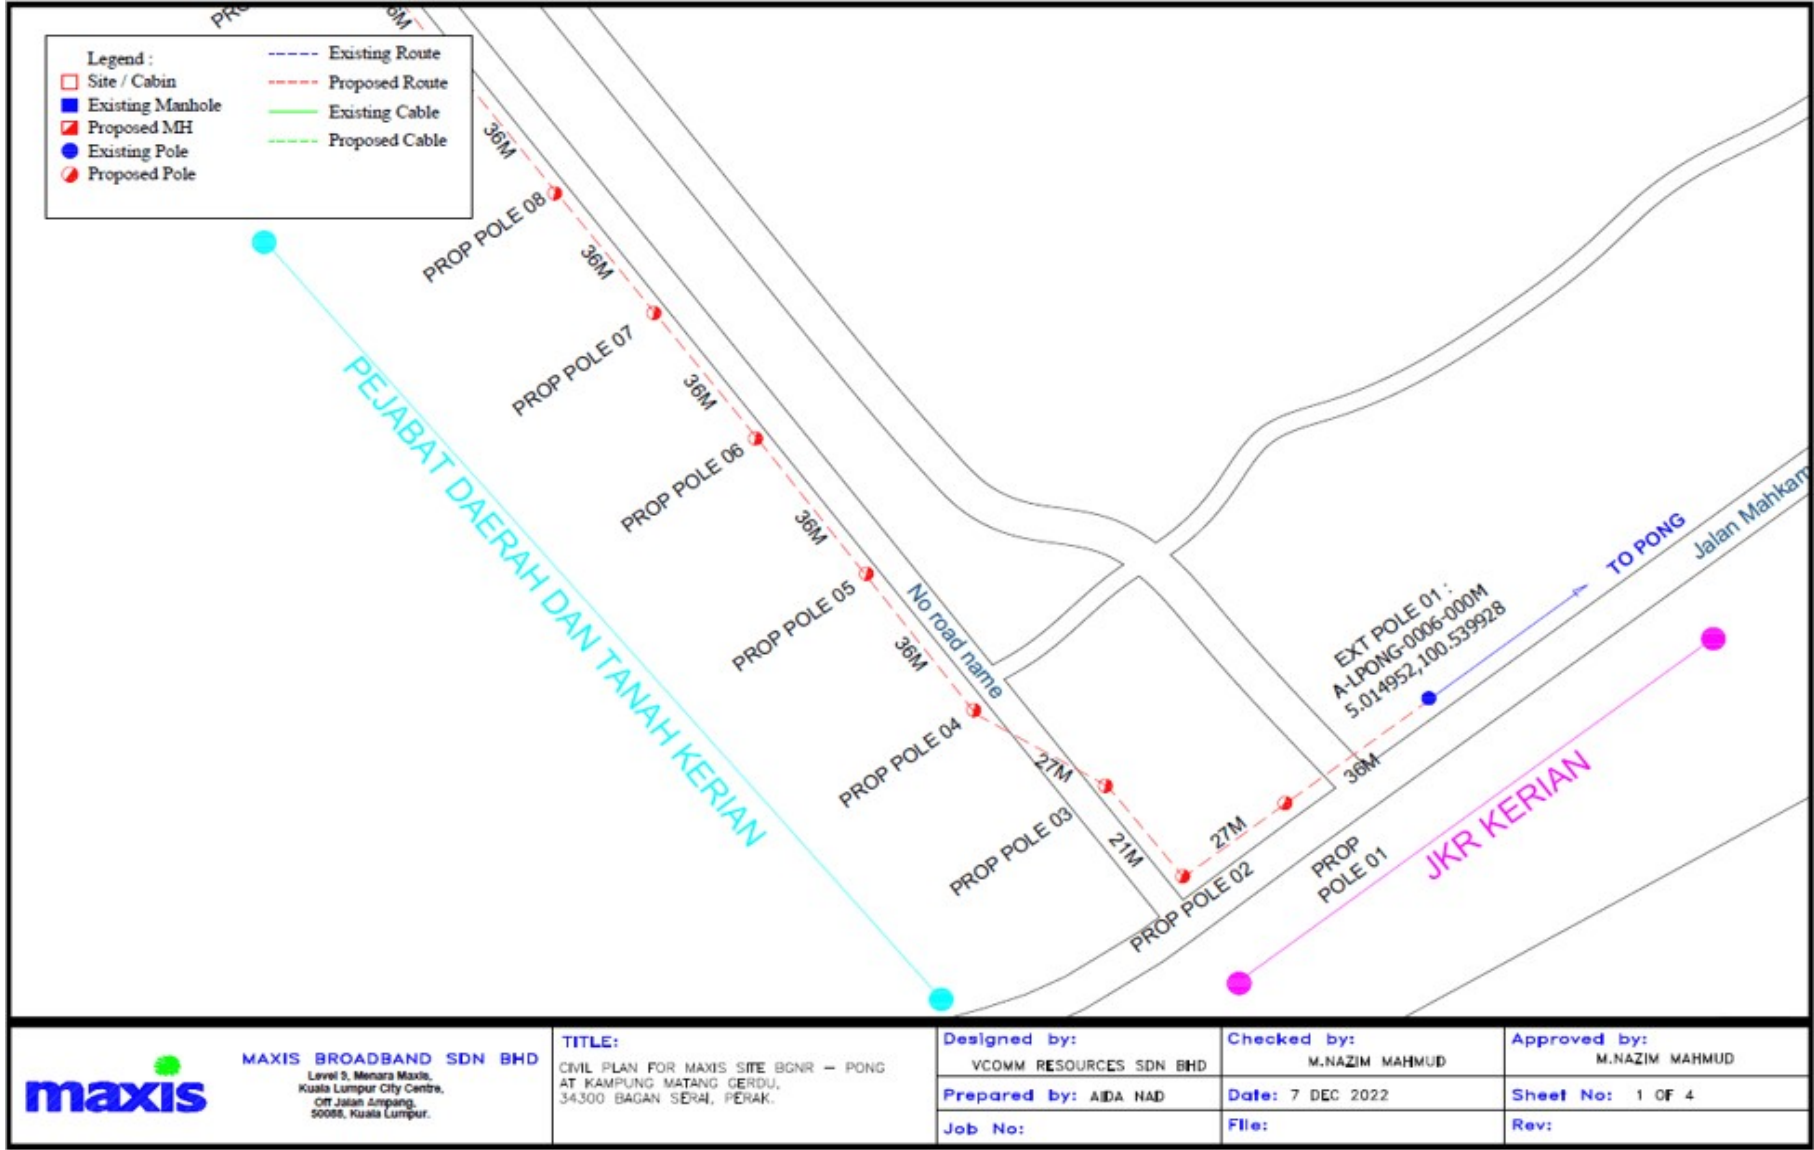 PRO
6M
Legend :
Site / Cabin
Existing Manhole
Proposed MH
Existing Pole
Proposed Pole
Existing Route
Proposed Route
Existing Cable
Proposed Cable
36M
PROP POLE 08
36M
PROP POLE 07
36M
PROP POLE 06
36M
PROP POLE 05
36M
PROP POLE 04
27M
PROP POLE 03
21M
PROP POLE 02
27M
PROP
POLE 01
36M
No road name
PEJABAT DAERAH DAN TANAH KERIAN
EXT POLE 01 :
A-LPONG-0006-000M
5.014952,100.539928
TO PONG
Jalan Mahkam
JKR KERIAN
maxis
MAXIS BROADBAND SDN BHD
Level 9, Menara Maxis,
Kuala Lumpur City Centre,
Off Jalan Ampang,
50088, Kuala Lumpur.
TITLE:
CIVIL PLAN FOR MAXIS SITE BGNR – PONG
AT KAMPUNG MATANG GERDU,
34300 BAGAN SERAI, PERAK.
Designed by:
VCOMM RESOURCES SDN BHD
Prepared by: AIDA NAD
Job No:
Checked by:
M.NAZIM MAHMUD
Date: 7 DEC 2022
File:
Approved by:
M.NAZIM MAHMUD
Sheet No: 1 OF 4
Rev: